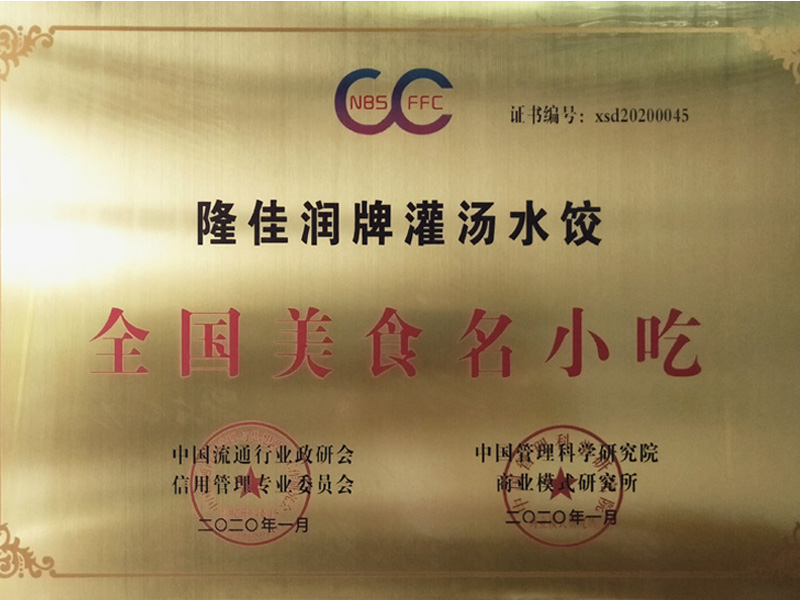 N85 FFC
证书编号：xsd20200045
隆佳润牌灌汤水饺
全国美食名小吃
中国流通行业政研会
信用管理专业委员会
二〇二〇年一月
中国管理科学研究院
商业模式研究所
二〇二〇年一月